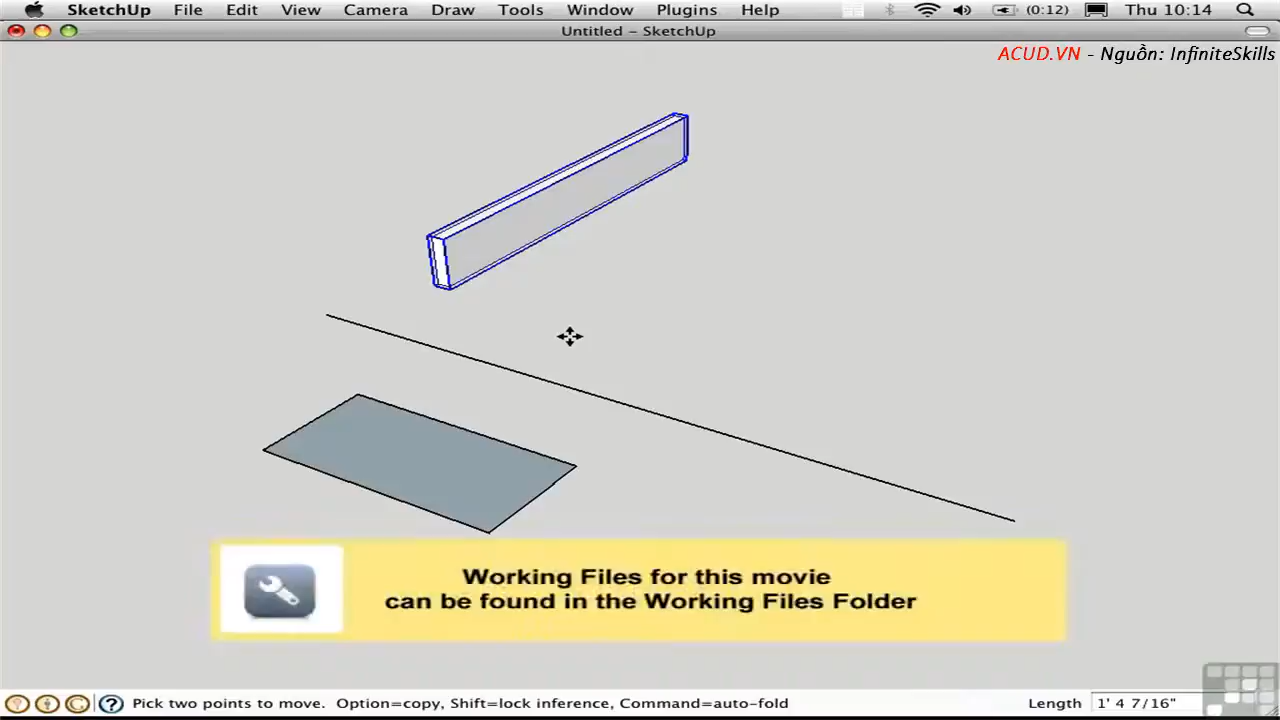 SketchUp File Edit View Camera Draw Tools Window Plugins Help (0:12) Thu 10:14
Untitled – SketchUp
ACUD.VN - Nguồn: InfiniteSkills
Working Files for this movie
can be found in the Working Files Folder
Pick two points to move. Option=copy, Shift=lock inference, Command=auto-fold Length 1' 4 7/16"